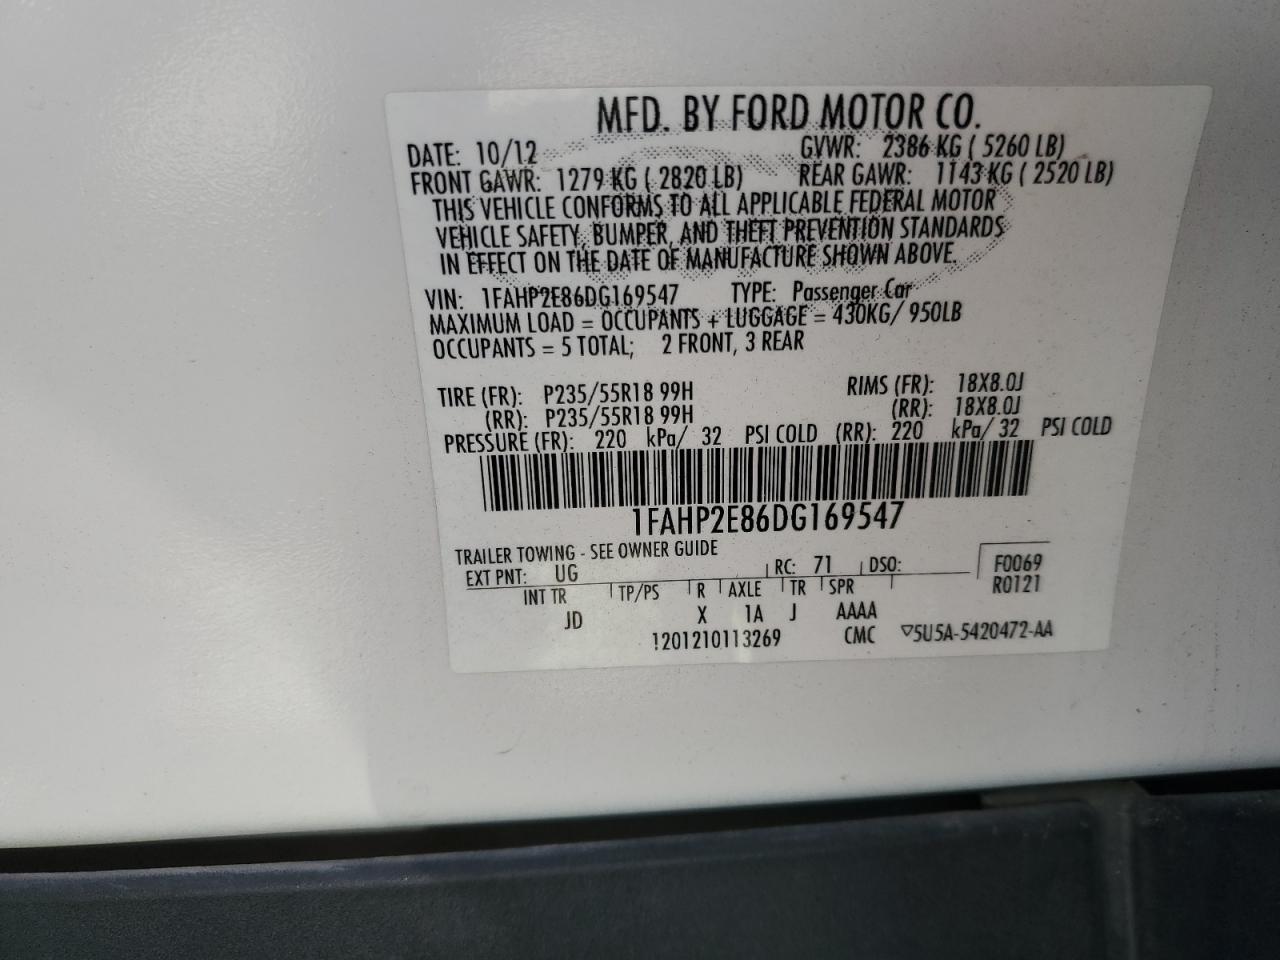 MFD. BY FORD MOTOR CO.
DATE: 10/12 GVWR: 2386 KG ( 5260 LB)
FRONT GAWR: 1279 KG ( 2820 LB) REAR GAWR: 1143 KG ( 2520 LB)
THIS VEHICLE CONFORMS TO ALL APPLICABLE FEDERAL MOTOR
VEHICLE SAFETY, BUMPER, AND THEFT PREVENTION STANDARDS
IN EFFECT ON THE DATE OF MANUFACTURE SHOWN ABOVE.
VIN: 1FAHP2E86DG169547 TYPE: Passenger Car
MAXIMUM LOAD = OCCUPANTS + LUGGAGE = 430KG/ 950LB
OCCUPANTS = 5 TOTAL; 2 FRONT, 3 REAR
TIRE (FR): P235/55R18 99H RIMS (FR): 18X8.0J
(RR): P235/55R18 99H (RR): 18X8.0J
PRESSURE (FR): 220 kPa/ 32 PSI COLD (RR): 220 kPa/ 32 PSI COLD
1FAHP2E86DG169547
TRAILER TOWING - SEE OWNER GUIDE
EXT PNT: UG RC: 71 DSO: F0069
INT TR TP/PS R AXLE TR SPR R0121
JD X 1A J AAAA
!201210113269 CMC ▽5U5A-5420472-AA